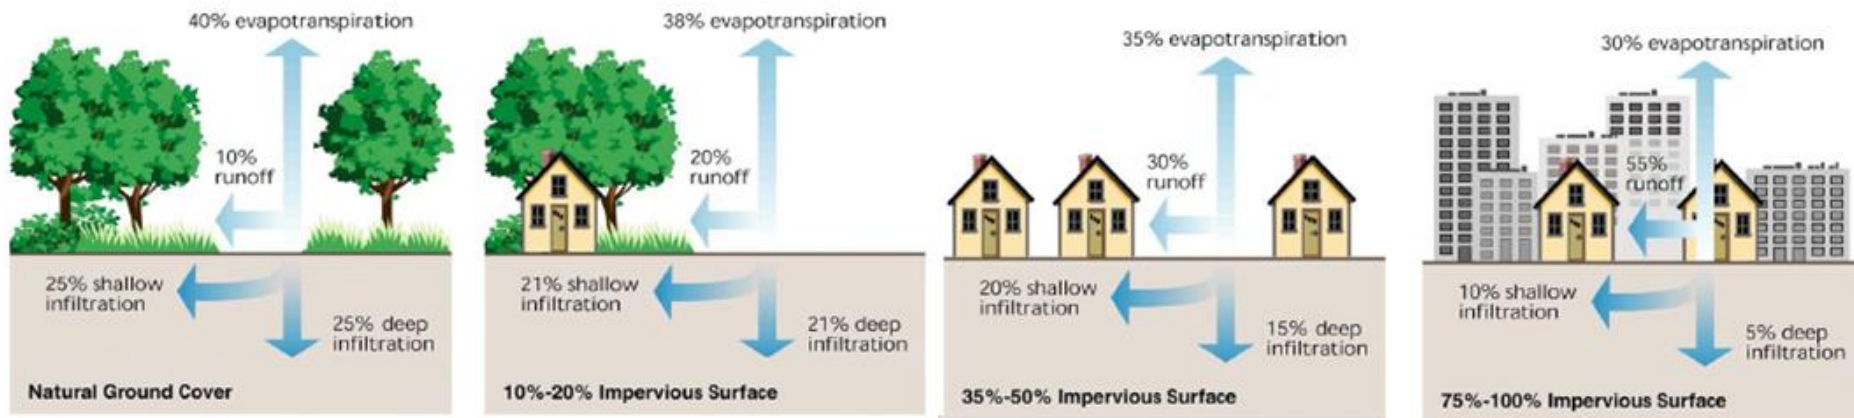 40% evapotranspiration
10%
runoff
25% shallow
infiltration
25% deep
infiltration
Natural Ground Cover
38% evapotranspiration
20%
runoff
21% shallow
infiltration
21% deep
infiltration
10%-20% Impervious Surface
35% evapotranspiration
30%
runoff
20% shallow
infiltration
15% deep
infiltration
35%-50% Impervious Surface
30% evapotranspiration
55%
runoff
10% shallow
infiltration
5% deep
infiltration
75%-100% Impervious Surface